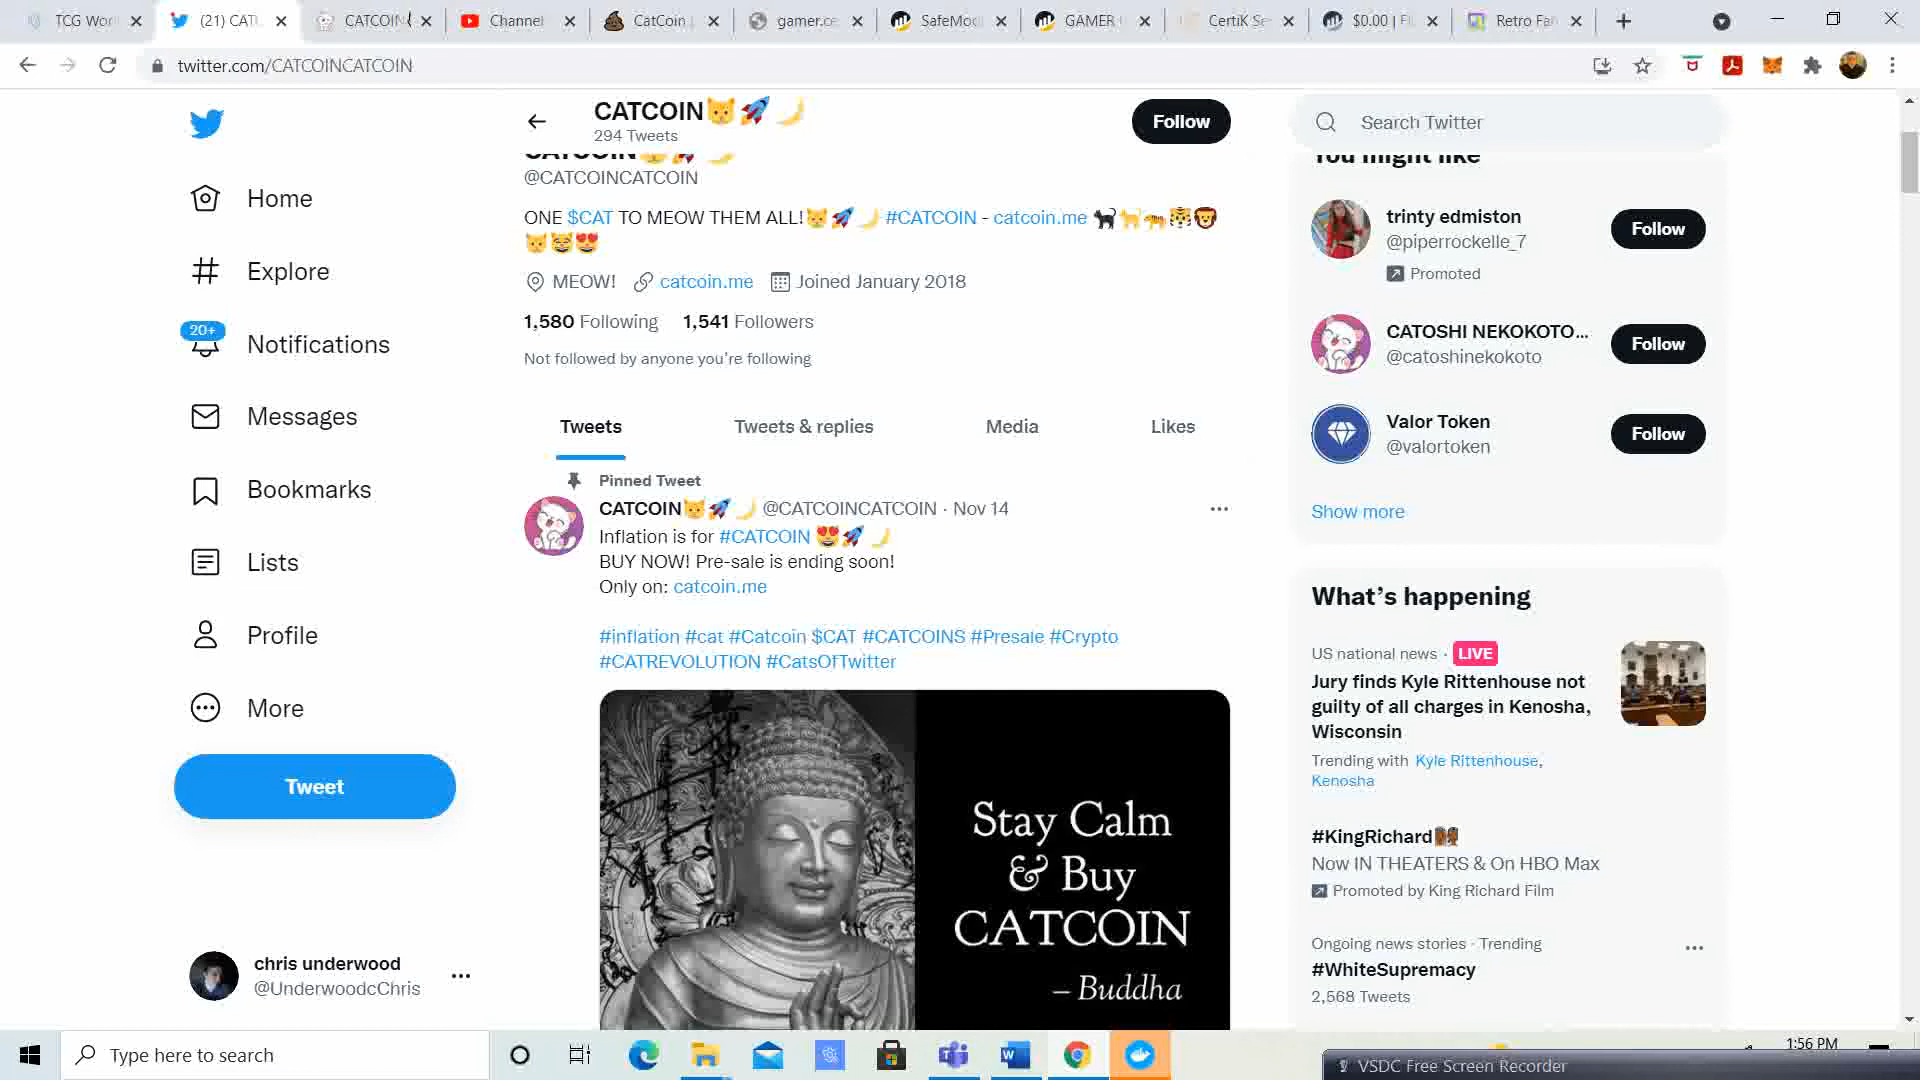 TCG Wor
(21) CAT
CATCOIN
Channel
CatCoin
gamer.ce
SafeMoo
GAMER
CertiK Se
$0.00 | F
Retro Far
twitter.com/CATCOINCATCOIN
CATCOIN🐱🚀🌙
294 Tweets
Follow
Search Twitter
CATCOIN🐱🚀🌙
@CATCOINCATCOIN
ONE $CAT TO MEOW THEM ALL!😸🚀🌙 #CATCOIN - catcoin.me 🐈‍⬛🐈🐅🐯🦁
🐱😸😻
MEOW! catcoin.me Joined January 2018
1,580 Following 1,541 Followers
Not followed by anyone you're following
Tweets Tweets & replies Media Likes
Pinned Tweet
CATCOIN🐱🚀🌙 @CATCOINCATCOIN · Nov 14
Inflation is for #CATCOIN 😻🚀🌙
BUY NOW! Pre-sale is ending soon!
Only on: catcoin.me
#inflation #cat #Catcoin $CAT #CATCOINS #Presale #Crypto
#CATREVOLUTION #CatsOfTwitter
Stay Calm
& Buy
CATCOIN
– Buddha
Home
Explore
20+
Notifications
Messages
Bookmarks
Lists
Profile
More
Tweet
chris underwood
@UnderwoodcChris
You might like
trinty edmiston
@piperrockelle_7
Promoted
Follow
CATOSHI NEKOKOTO...
@catoshinekokoto
Follow
Valor Token
@valortoken
Follow
Show more
What's happening
US national news · LIVE
Jury finds Kyle Rittenhouse not
guilty of all charges in Kenosha,
Wisconsin
Trending with Kyle Rittenhouse,
Kenosha
#KingRichard
Now IN THEATERS & On HBO Max
Promoted by King Richard Film
Ongoing news stories · Trending
#WhiteSupremacy
2,568 Tweets
Type here to search
1:56 PM
VSDC Free Screen Recorder